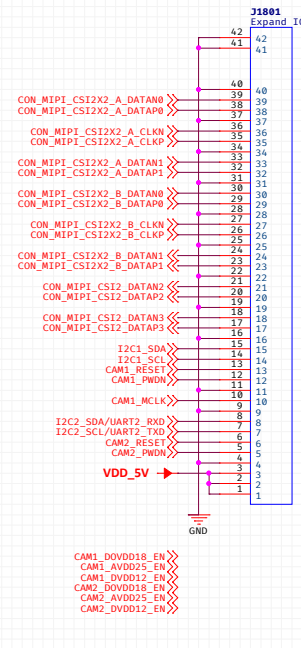 J1801
Expand_IO
42 42
41 41
40 40
CON_MIPI_CSI2X2_A_DATAN0 39 39
CON_MIPI_CSI2X2_A_DATAP0 38 38
37 37
CON_MIPI_CSI2X2_A_CLKN 36 36
CON_MIPI_CSI2X2_A_CLKP 35 35
34 34
CON_MIPI_CSI2X2_A_DATAN1 33 33
CON_MIPI_CSI2X2_A_DATAP1 32 32
31 31
CON_MIPI_CSI2X2_B_DATAN0 30 30
CON_MIPI_CSI2X2_B_DATAP0 29 29
28 28
CON_MIPI_CSI2X2_B_CLKN 27 27
CON_MIPI_CSI2X2_B_CLKP 26 26
25 25
CON_MIPI_CSI2X2_B_DATAN1 24 24
CON_MIPI_CSI2X2_B_DATAP1 23 23
22 22
CON_MIPI_CSI2_DATAN2 21 21
CON_MIPI_CSI2_DATAP2 20 20
19 19
CON_MIPI_CSI2_DATAN3 18 18
CON_MIPI_CSI2_DATAP3 17 17
16 16
I2C1_SDA 15 15
I2C1_SCL 14 14
CAM1_RESET 13 13
CAM1_PWDN 12 12
11 11
CAM1_MCLK 10 10
9 9
I2C2_SDA/UART2_RXD 8 8
I2C2_SCL/UART2_TXD 7 7
CAM2_RESET 6 6
CAM2_PWDN 5 5
4 4
VDD_5V 3 3
2 2
1 1
GND
CAM1_DOVDD18_EN
CAM1_AVDD25_EN
CAM1_DVDD12_EN
CAM2_DOVDD18_EN
CAM2_AVDD25_EN
CAM2_DVDD12_EN